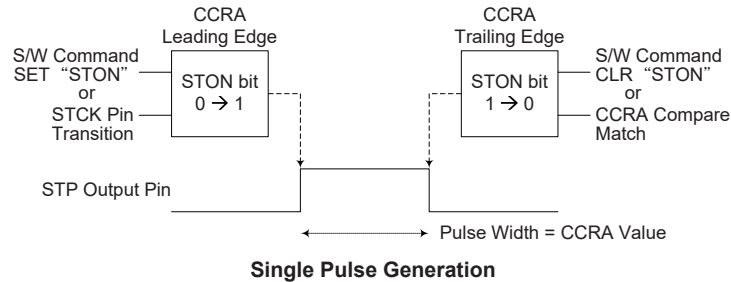 CCRA
Leading Edge
S/W Command
SET “STON”
or
STCK Pin
Transition
STON bit
0 → 1
CCRA
Trailing Edge
STON bit
1 → 0
S/W Command
CLR “STON”
or
CCRA Compare
Match
STP Output Pin
Pulse Width = CCRA Value
Single Pulse Generation